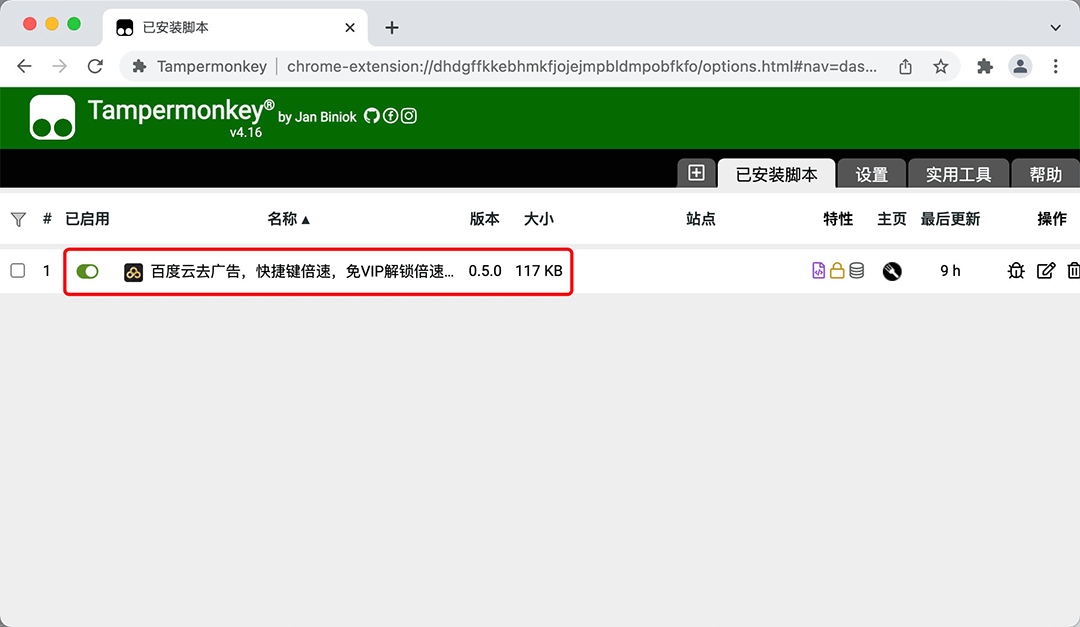 已安装脚本
Tampermonkey chrome-extension://dhdgffkkebhmkfjojejmpbldmpobfkfo/options.html#nav=das...
Tampermonkey® by Jan Biniok
v4.16
已安装脚本 设置 实用工具 帮助
# 已启用 名称▲ 版本 大小 站点 特性 主页 最后更新 操作
1 百度云去广告，快捷键倍速，免VIP解锁倍速... 0.5.0 117 KB 9 h